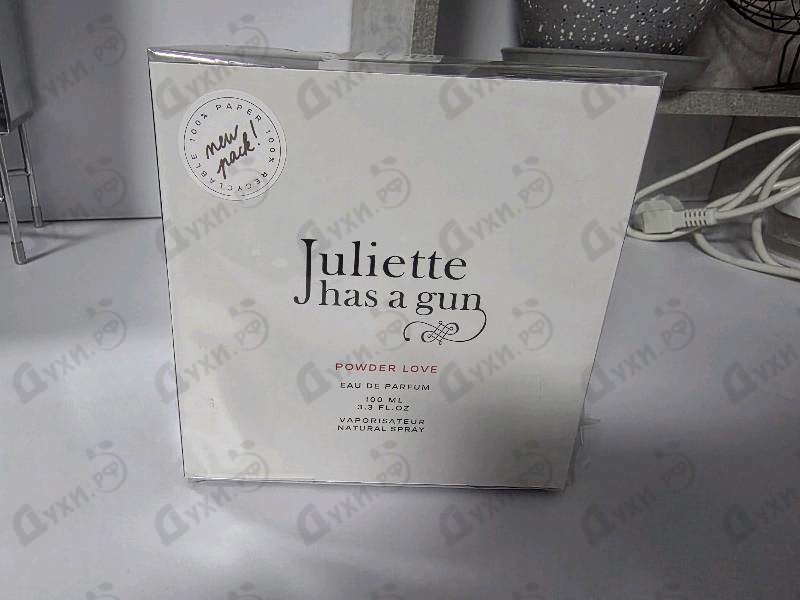 100% PAPER 100% RECYCLABLE
new
pack!
Juliette
has a gun
POWDER LOVE
EAU DE PARFUM
100 ML
3.3 FL.OZ
VAPORISATEUR
NATURAL SPRAY
Духи.РФ